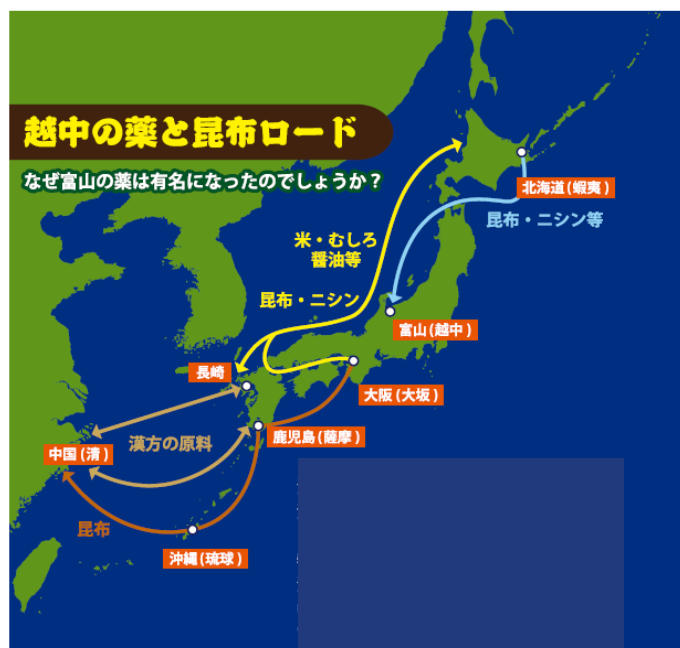 越中の薬と昆布ロード
なぜ富山の薬は有名になったのでしょうか？
北海道(蝦夷)
昆布・ニシン等
米・むしろ
醤油等
昆布・ニシン
富山(越中)
長崎
大阪(大坂)
鹿児島(薩摩)
漢方の原料
中国(清)
昆布
沖縄(琉球)